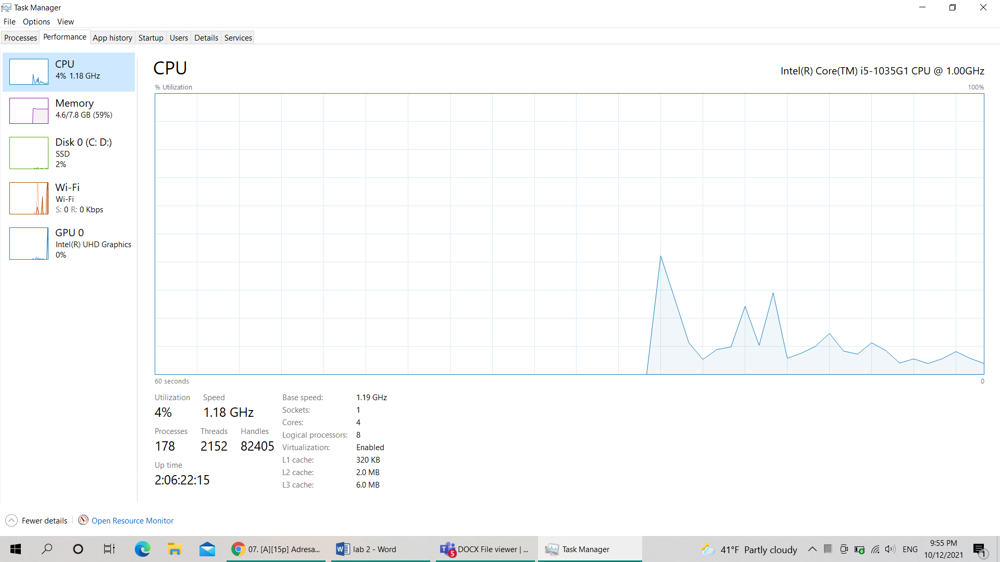 Task Manager
File Options View
Processes Performance App history Startup Users Details Services
CPU
4% 1.18 GHz
Memory
4.6/7.8 GB (59%)
Disk 0 (C: D:)
SSD
2%
Wi-Fi
Wi-Fi
S: 0 R: 0 Kbps
GPU 0
Intel(R) UHD Graphics
0%
CPU
Intel(R) Core(TM) i5-1035G1 CPU @ 1.00GHz
% Utilization 100%
60 seconds 0
Utilization Speed
4% 1.18 GHz
Processes Threads Handles
178 2152 82405
Up time
2:06:22:15
Base speed: 1.19 GHz
Sockets: 1
Cores: 4
Logical processors: 8
Virtualization: Enabled
L1 cache: 320 KB
L2 cache: 2.0 MB
L3 cache: 6.0 MB
Fewer details Open Resource Monitor
07. [A][15p] Adresa... lab 2 - Word 5 DOCX File viewer | ... Task Manager 41°F Partly cloudy ENG
9:55 PM
10/12/2021
1